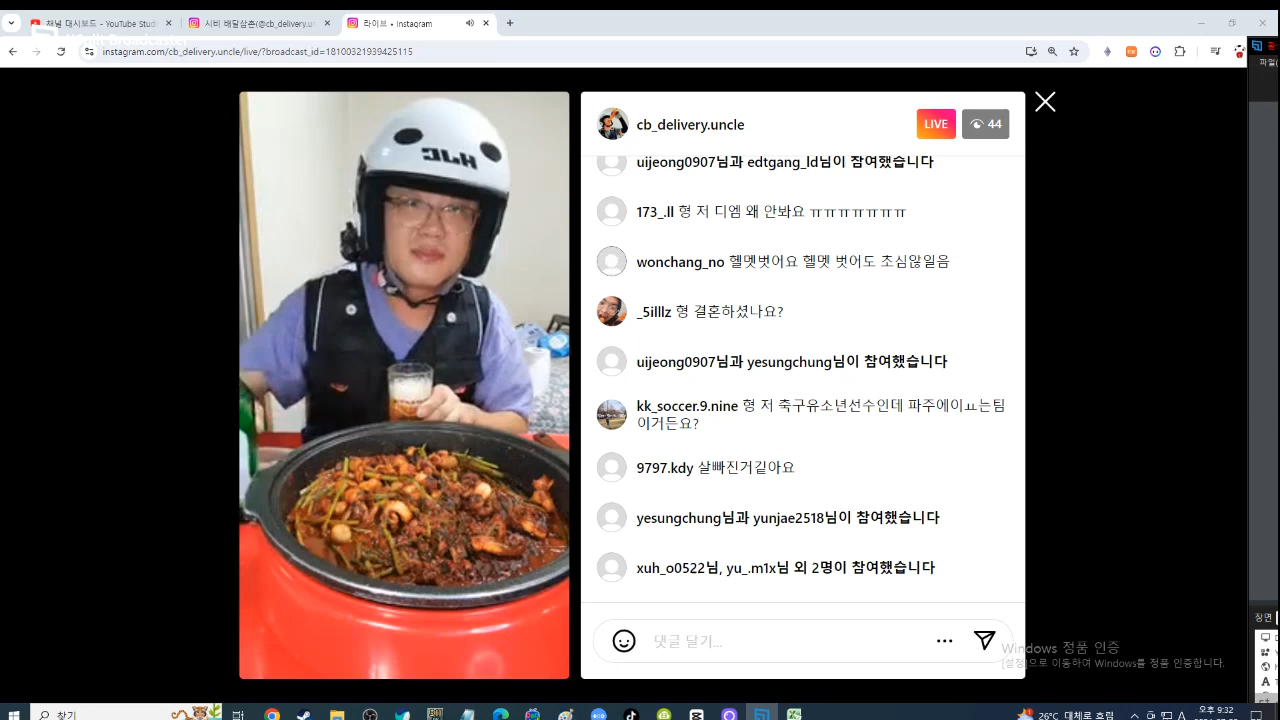 채널 대시보드 - YouTube Studi
시비 배달삼촌(@cb_delivery.un
라이브 • Instagram
XSplit Broadcaster
instagram.com/cb_delivery.uncle/live/?broadcast_id=18100321939425115
파일(
HJC
cb_delivery.uncle
LIVE
44
uijeong0907님과 edtgang_ld님이 참여했습니다
173_.ll 형 저 디엠 왜 안봐요 ㅠㅠㅠㅠㅠㅠㅠ
wonchang_no 헬멧벗어요 헬멧 벗어도 초심않일음
_5illlz 형 결혼하셨나요?
uijeong0907님과 yesungchung님이 참여했습니다
kk_soccer.9.nine 형 저 축구유소년선수인데 파주에이ㅛ는팀
이거든요?
9797.kdy 살빠진거같아요
yesungchung님과 yunjae2518님이 참여했습니다
xuh_o0522님, yu_.m1x님 외 2명이 참여했습니다
댓글 달기...
Windows 정품 인증
[설정]으로 이동하여 Windows를 정품 인증합니다.
장면
찾기
26°C 대체로 흐림
A
오후 9:32